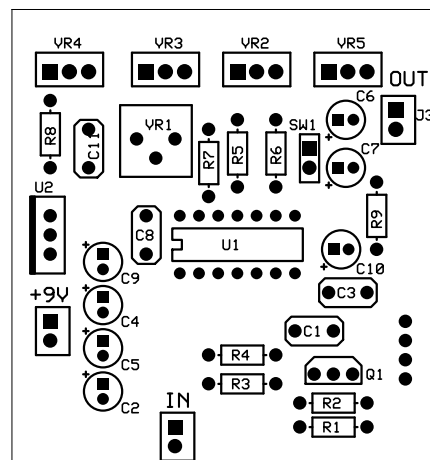 VR4 VR3 VR2 VR5
OUT
C6
J3
R8 C11 VR1 R7 R5 R6 SW1
C7
U2
R9
C8 U1
C9 C10
+9V C4 C3
C1
C5 R4
R3 Q1
C2 IN R2
R1